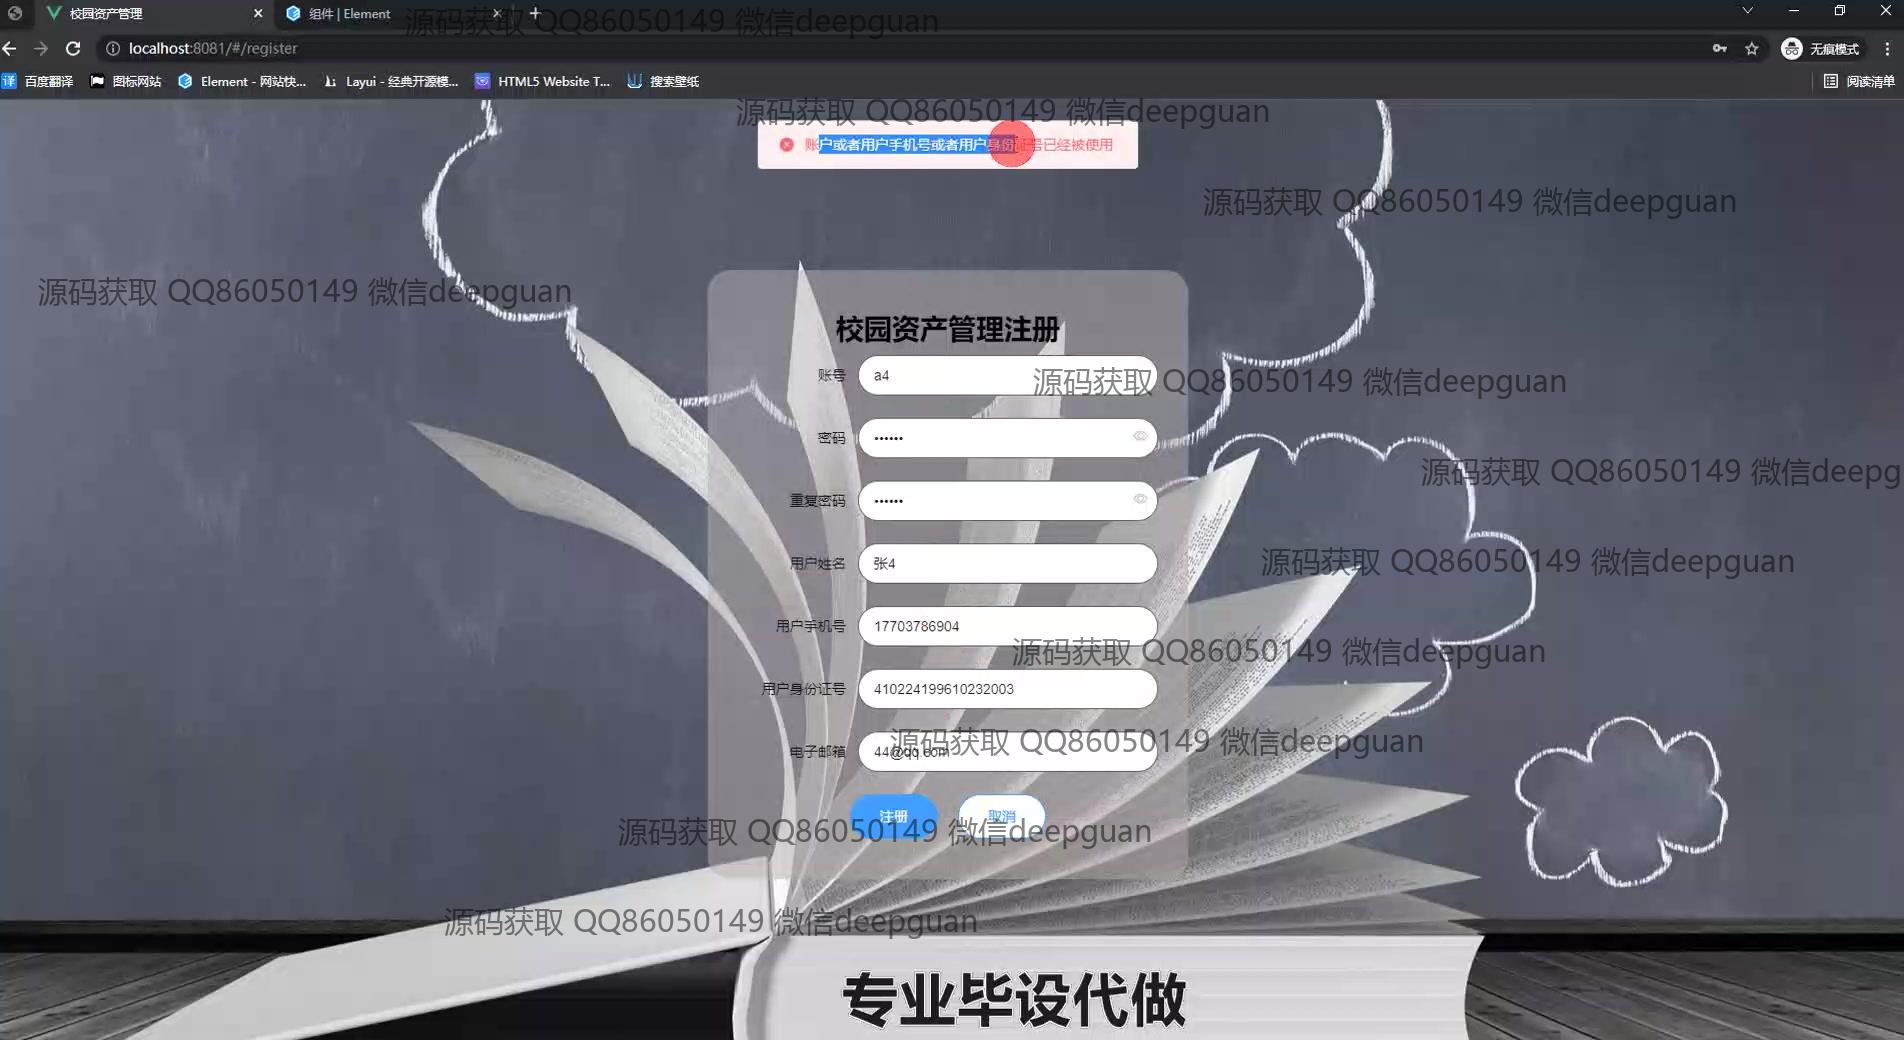 校园资产管理
组件 | Element
源码获取 QQ86050149 微信deepguan
localhost:8081/#/register
无痕模式
译 百度翻译
图标网站
Element - 网站快...
Layui - 经典开源模...
HTML5 Website T...
搜索壁纸
阅读清单
源码获取 QQ86050149 微信deepguan
账户或者用户手机号或者用户身份证号已经被使用
源码获取 QQ86050149 微信deepguan
源码获取 QQ86050149 微信deepguan
校园资产管理注册
账号 a4
源码获取 QQ86050149 微信deepguan
密码 ••••••
源码获取 QQ86050149 微信deepg
重复密码 ••••••
用户姓名 张4
源码获取 QQ86050149 微信deepguan
用户手机号 17703786904
源码获取 QQ86050149 微信deepguan
用户身份证号 410224199610232003
电子邮箱 44@qq.com
源码获取 QQ86050149 微信deepguan
注册 取消
源码获取 QQ86050149 微信deepguan
源码获取 QQ86050149 微信deepguan
专业毕设代做